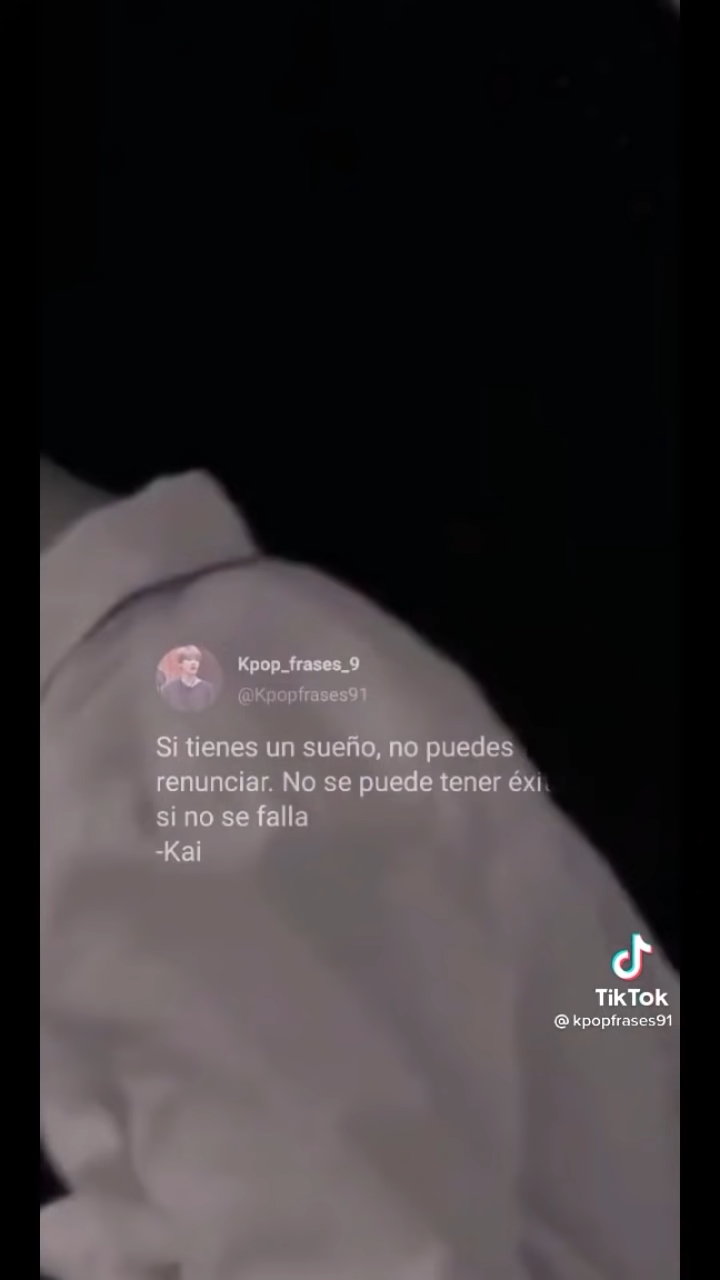 Kpop_frases_9
@Kpopfrases91
Si tienes un sueño, no puedes
renunciar. No se puede tener éxit
si no se falla
-Kai
TikTok
@kpopfrases91